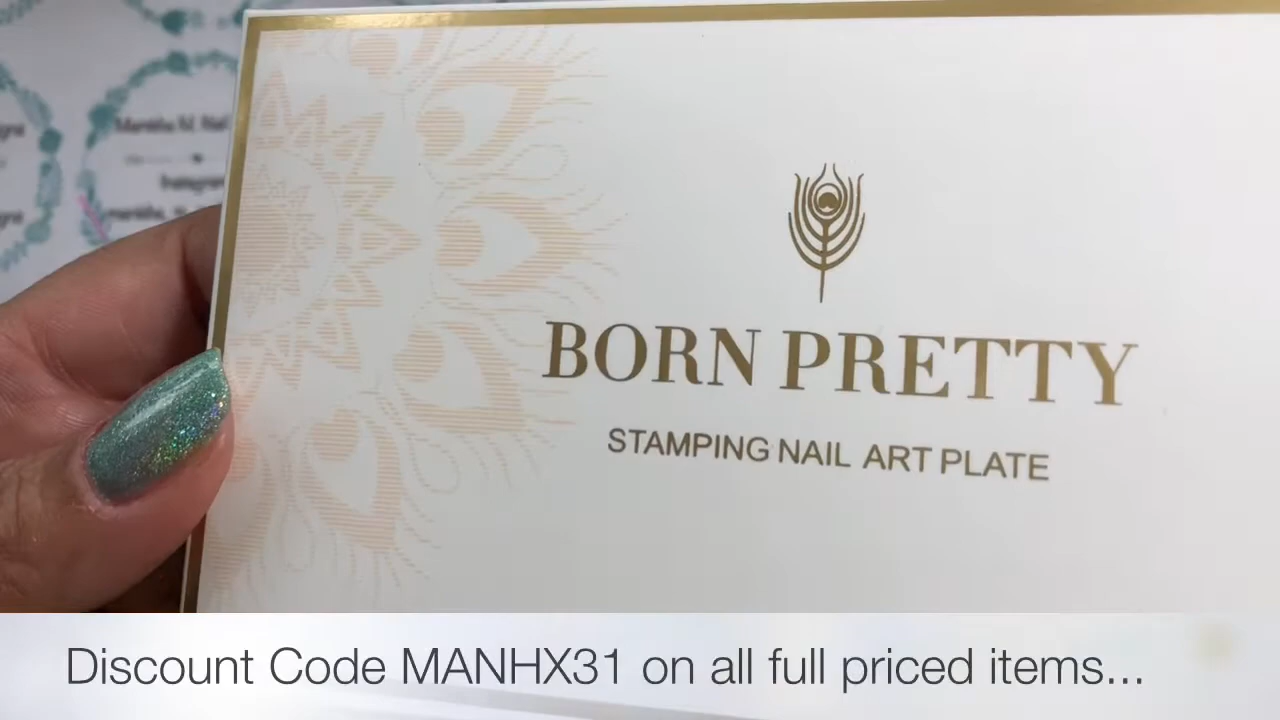 BORN PRETTY
STAMPING NAIL ART PLATE
Discount Code MANHX31 on all full priced items...